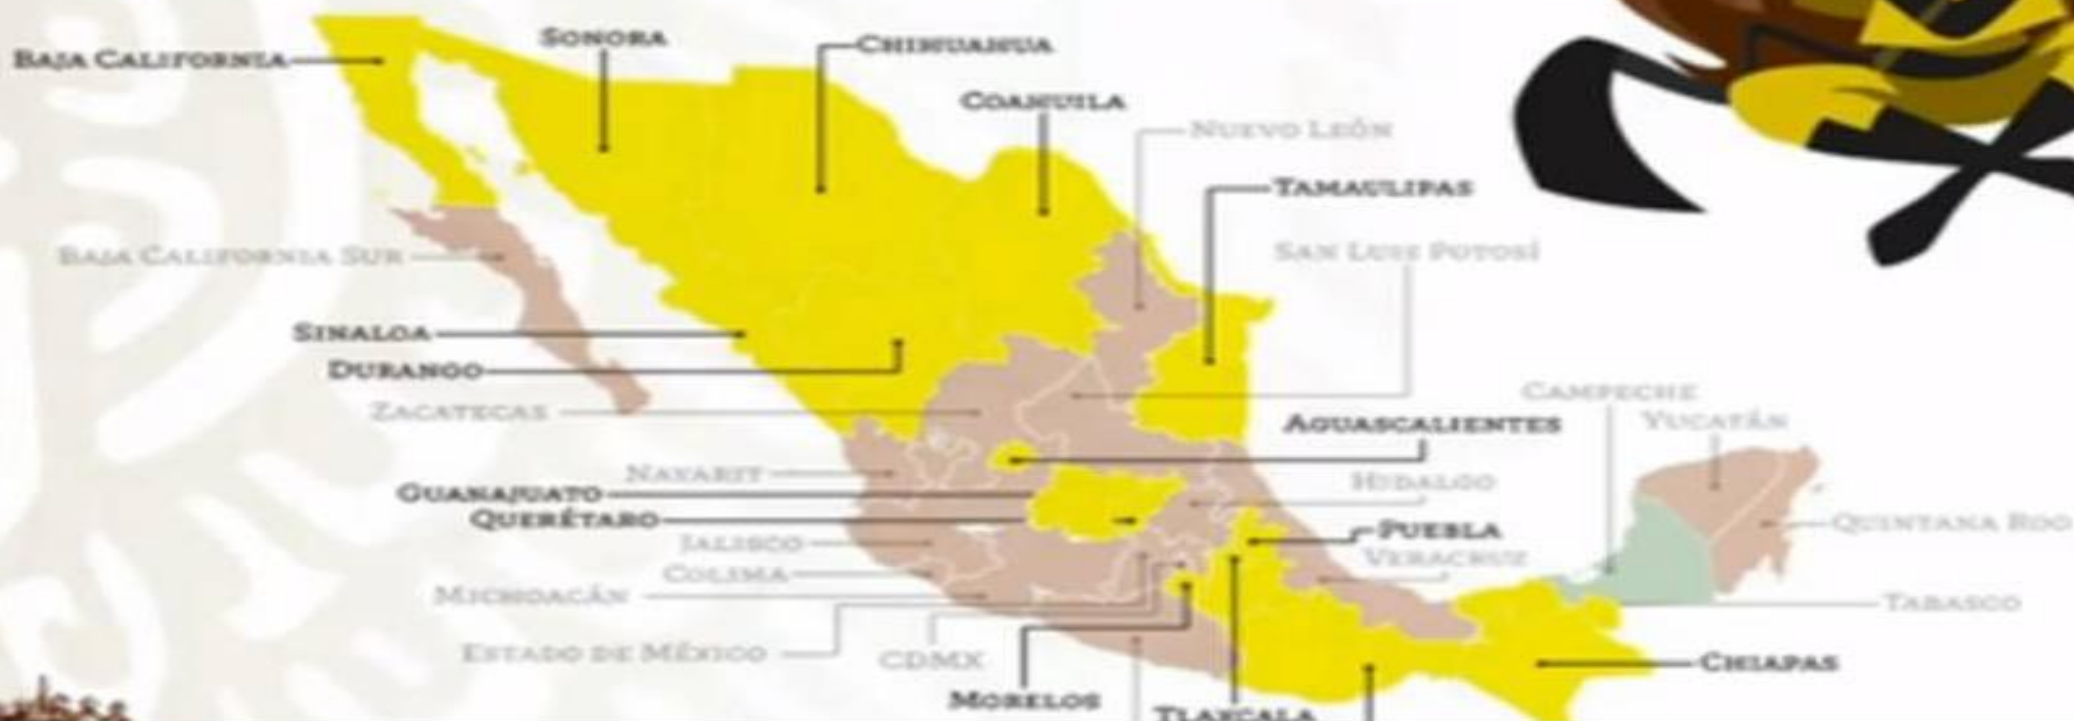 SONORA
BAJA CALIFORNIA
CHIHUAHUA
COAHUILA
NUEVO LEÓN
TAMAULIPAS
BAJA CALIFORNIA SUR
SAN LUIS POTOSÍ
SINALOA
DURANGO
CAMPECHE
ZACATECAS
AGUASCALIENTES
YUCATÁN
NAYARIT
HIDALGO
GUANAJUATO
QUERÉTARO
QUINTANA ROO
PUEBLA
JALISCO
VERACRUZ
COLIMA
MICHOACÁN
TABASCO
ESTADO DE MÉXICO
CDMX
CHIAPAS
MORELOS
TLAXCALA